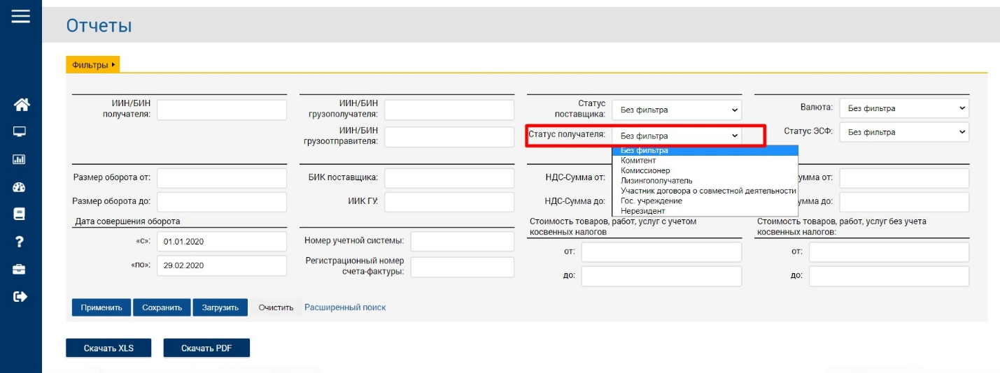 Отчеты
Фильтры
ИИН/БИН
получателя:
ИИН/БИН
грузополучателя:
ИИН/БИН
грузоотправителя:
Статус
поставщика:
Без фильтра
Статус получателя:
Без фильтра
Без фильтра
Комитент
Комиссионер
Лизингополучатель
Участник договора о совместной деятельности
Гос. учреждение
Нерезидент
Валюта:
Без фильтра
Статус ЭСФ:
Без фильтра
Размер оборота от:
Размер оборота до:
БИК поставщика:
ИИК ГУ:
НДС-Сумма от:
НДС-Сумма до:
умма от:
умма до:
Дата совершения оборота
«с»: 01.01.2020
«по»: 29.02.2020
Номер учетной системы:
Регистрационный номер
счета-фактуры:
Стоимость товаров, работ, услуг с учетом
косвенных налогов
от:
до:
Стоимость товаров, работ, услуг без учета
косвенных налогов:
от:
до:
Применить Сохранить Загрузить Очистить Расширенный поиск
Скачать XLS Скачать PDF